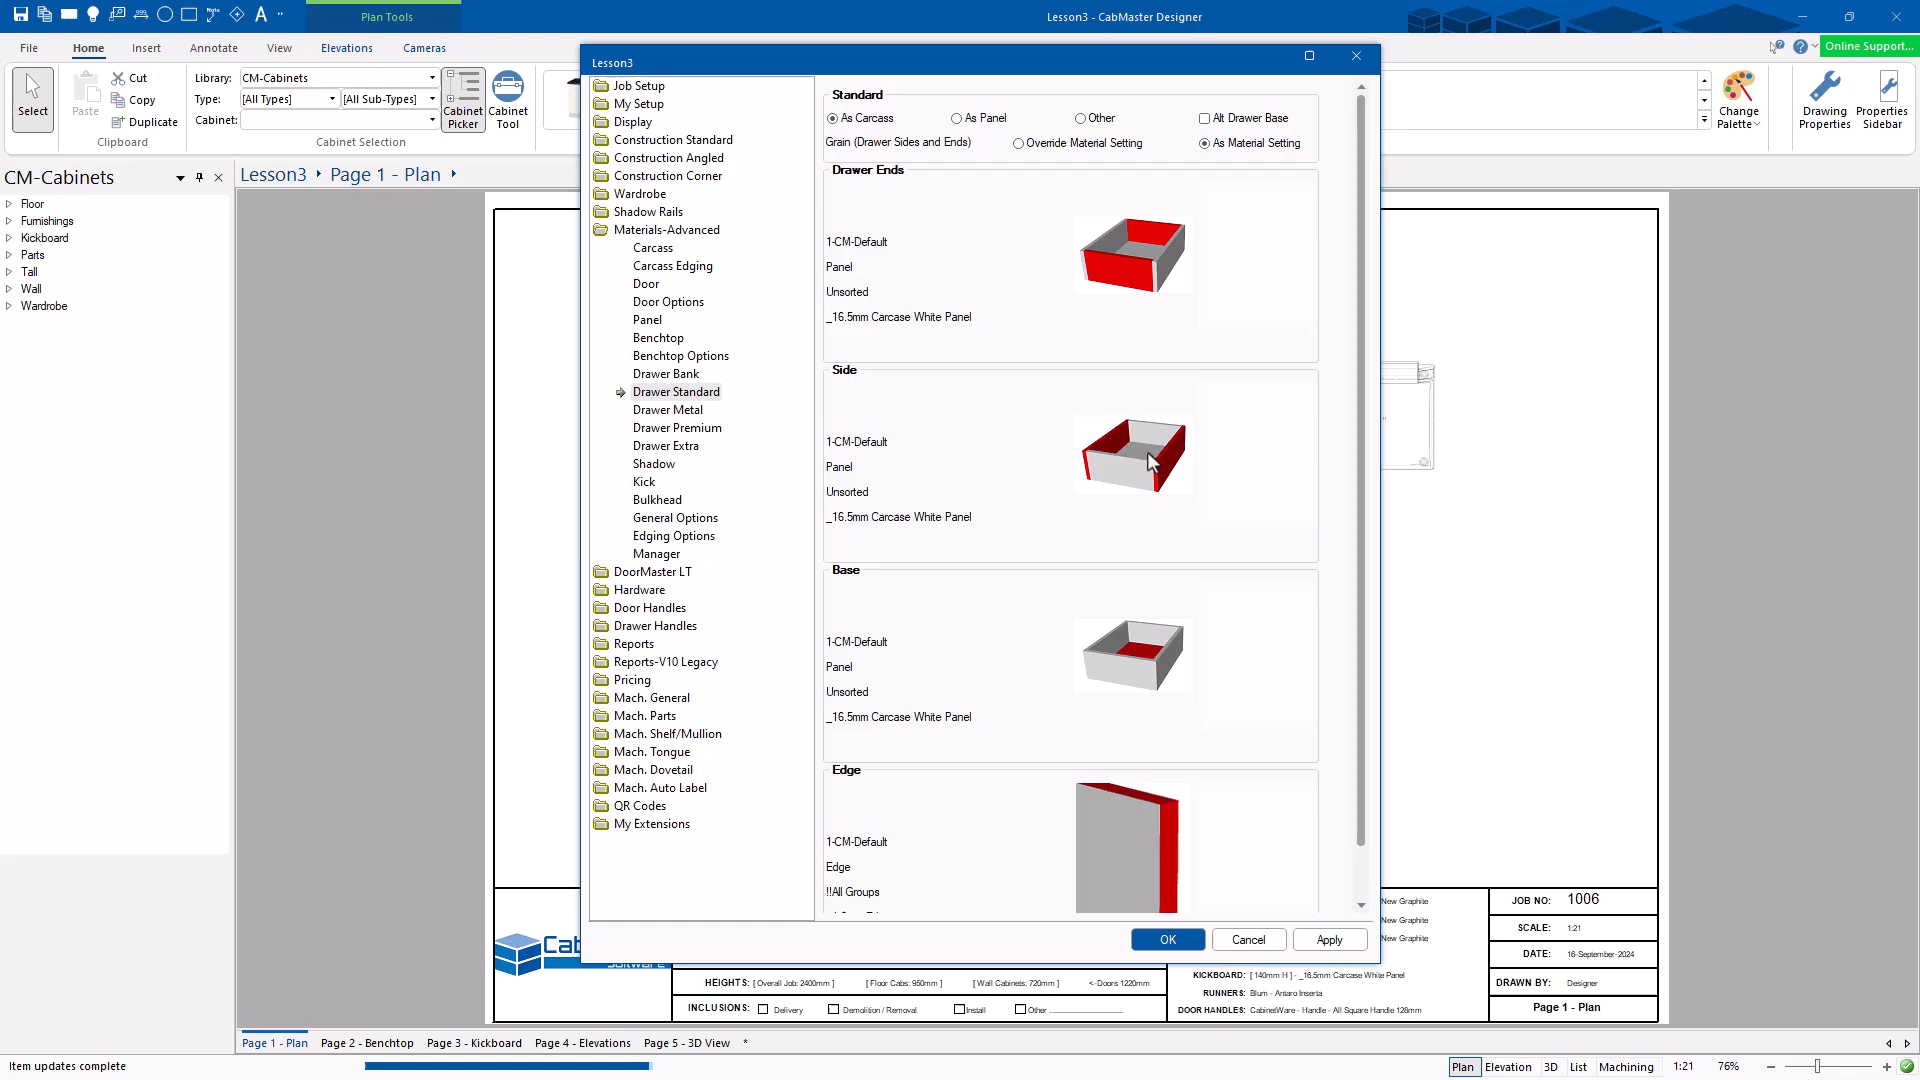 Plan Tools
Lesson3 - CabMaster Designer
File Home Insert Annotate View Elevations Cameras
Online Support...
Select
Paste
Cut
Copy
Duplicate
Clipboard
Library: CM-Cabinets
Type: [All Types] [All Sub-Types]
Cabinet:
Cabinet Picker
Cabinet Tool
Cabinet Selection
Change Palette
Drawing Properties
Properties Sidebar
CM-Cabinets
Floor
Furnishings
Kickboard
Parts
Tall
Wall
Wardrobe
Lesson3 Page 1 - Plan
Lesson3
Job Setup
My Setup
Display
Construction Standard
Construction Angled
Construction Corner
Wardrobe
Shadow Rails
Materials-Advanced
Carcass
Carcass Edging
Door
Door Options
Panel
Benchtop
Benchtop Options
Drawer Bank
Drawer Standard
Drawer Metal
Drawer Premium
Drawer Extra
Shadow
Kick
Bulkhead
General Options
Edging Options
Manager
DoorMaster LT
Hardware
Door Handles
Drawer Handles
Reports
Reports-V10 Legacy
Pricing
Mach. General
Mach. Parts
Mach. Shelf/Mullion
Mach. Tongue
Mach. Dovetail
Mach. Auto Label
QR Codes
My Extensions
Standard
As Carcass As Panel Other Alt Drawer Base
Grain (Drawer Sides and Ends) Override Material Setting As Material Setting
Drawer Ends
1-CM-Default
Panel
Unsorted
_16.5mm Carcase White Panel
Side
1-CM-Default
Panel
Unsorted
_16.5mm Carcase White Panel
Base
1-CM-Default
Panel
Unsorted
_16.5mm Carcase White Panel
Edge
1-CM-Default
Edge
!!All Groups
OK Cancel Apply
New Graphite
New Graphite
New Graphite
KICKBOARD: [ 140mm H ] - _16.5mm Carcase White Panel
RUNNERS: Blum - Antaro Inserta
DOOR HANDLES: CabinetWare - Handle - All Square Handle 128mm
HEIGHTS: [ Overall Job: 2400mm ] [ Floor Cabs: 950mm ] [ Wall Cabinets: 720mm ] <-Doors 1220mm
INCLUSIONS: Delivery Demolition / Removal Install Other
JOB NO: 1006
SCALE: 1:21
DATE: 16-September-2024
DRAWN BY: Designer
Page 1 - Plan
Page 1 - Plan Page 2 - Benchtop Page 3 - Kickboard Page 4 - Elevations Page 5 - 3D View *
Item updates complete
Plan Elevation 3D List Machining 1:21 76%